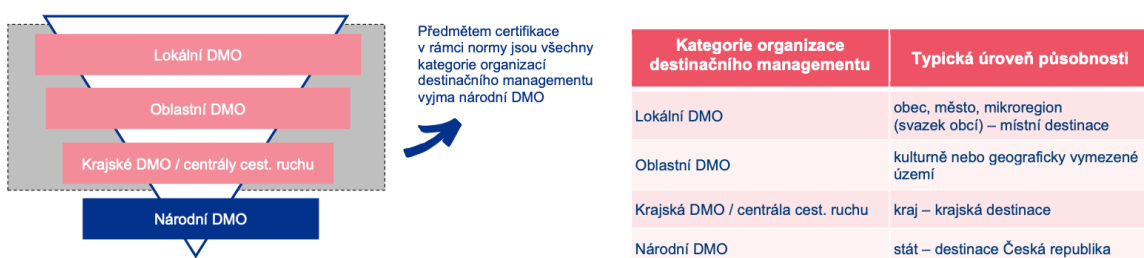 Lokální DMO
Oblastní DMO
Krajské DMO / centrály cest. ruchu
Národní DMO
Předmětem certifikace
v rámci normy jsou všechny
kategorie organizací
destinačního managementu
vyjma národní DMO
Kategorie organizace
destinačního managementu
Typická úroveň působnosti
Lokální DMO
obec, město, mikroregion
(svazek obcí) – místní destinace
Oblastní DMO
kulturně nebo geograficky vymezené
území
Krajská DMO / centrála cest. ruchu
kraj – krajská destinace
Národní DMO
stát – destinace Česká republika